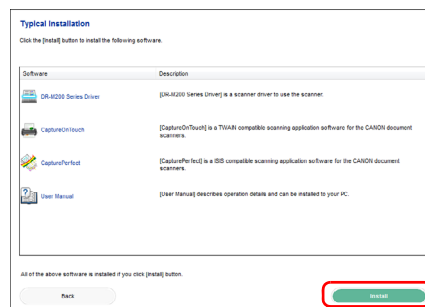 Typical Installation
Click the [Install] button to install the following software.
Software Description
DR-M200 Series Driver [DR-M200 Series Driver] is a scanner driver to use the scanner.
CaptureOnTouch [CaptureOnTouch] is a TWAIN compatible scanning application software for the CANON document
scanners.
CapturePerfect [CapturePerfect] is a ISIS compatible scanning application software for the CANON document
scanners.
User Manual [User Manual] describes operation details and can be installed to your PC.
All of the above software is installed if you click [Install] button.
Back Install